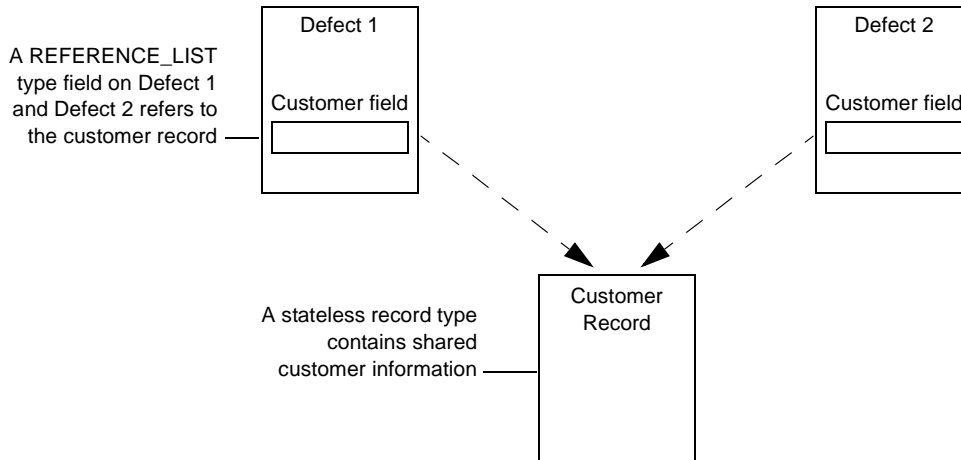 Defect 1
Defect 2
A REFERENCE_LIST
type field on Defect 1
and Defect 2 refers to
the customer record
Customer field
Customer field
Customer
Record
A stateless record type
contains shared
customer information